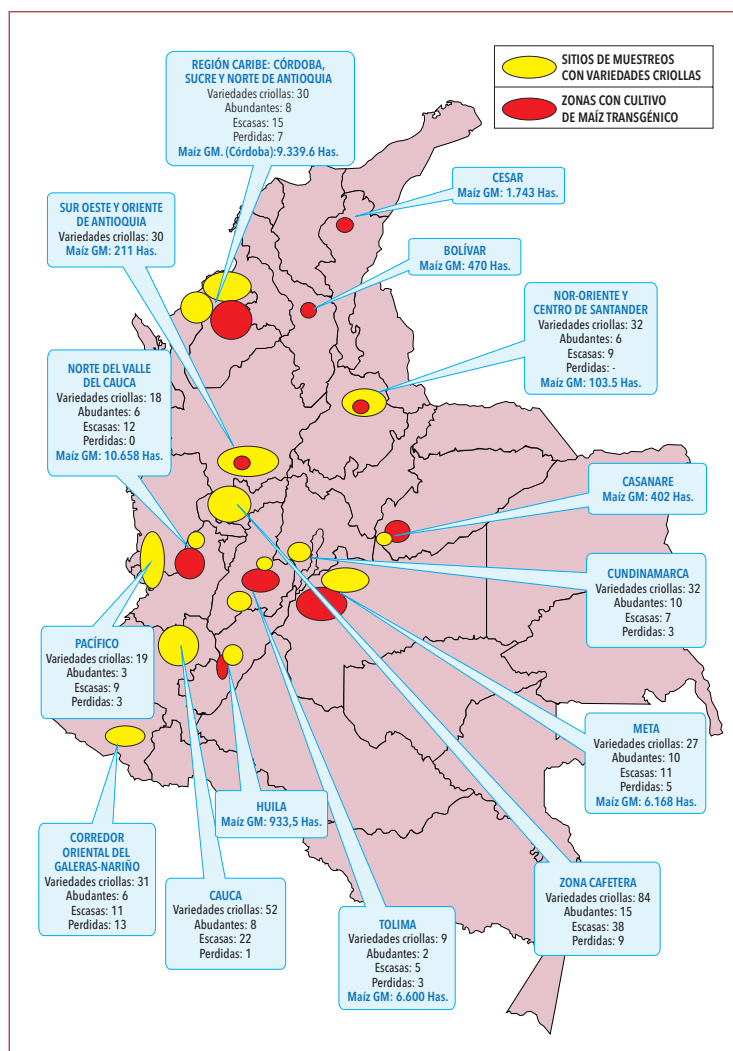 REGIÓN CARIBE: CÓRDOBA,
SUCRE Y NORTE DE ANTIOQUIA
Variedades criollas: 30
Abundantes: 8
Escasas: 15
Perdidas: 7
Maíz GM. (Córdoba):9.339.6 Has.
SITIOS DE MUESTREOS
CON VARIEDADES CRIOLLAS
ZONAS CON CULTIVO
DE MAÍZ TRANSGÉNICO
CESAR
Maíz GM: 1.743 Has.
SUR OESTE Y ORIENTE
DE ANTIOQUIA
Variedades criollas: 30
Maíz GM: 211 Has.
BOLÍVAR
Maíz GM: 470 Has.
NOR-ORIENTE Y
CENTRO DE SANTANDER
Variedades criollas: 32
Abudantes: 6
Escasas: 9
Perdidas: -
Maíz GM: 103.5 Has.
NORTE DEL VALLE
DEL CAUCA
Variedades criollas: 18
Abudantes: 6
Escasas: 12
Perdidas: 0
Maíz GM: 10.658 Has.
CASANARE
Maíz GM: 402 Has.
CUNDINAMARCA
Variedades criollas: 32
Abudantes: 10
Escasas: 7
Perdidas: 3
PACÍFICO
Variedades criollas: 19
Abudantes: 3
Escasas: 9
Perdidas: 3
META
Variedades criollas: 27
Abudantes: 10
Escasas: 11
Perdidas: 5
Maíz GM: 6.168 Has.
HUILA
Maíz GM: 933,5 Has.
CORREDOR
ORIENTAL DEL
GALERAS-NARIÑO
Variedades criollas: 31
Abudantes: 6
Escasas: 11
Perdidas: 13
CAUCA
Variedades criollas: 52
Abudantes: 8
Escasas: 22
Perdidas: 1
TOLIMA
Variedades criollas: 9
Abudantes: 2
Escasas: 5
Perdidas: 3
Maíz GM: 6.600 Has.
ZONA CAFETERA
Variedades criollas: 84
Abudantes: 15
Escasas: 38
Perdidas: 9